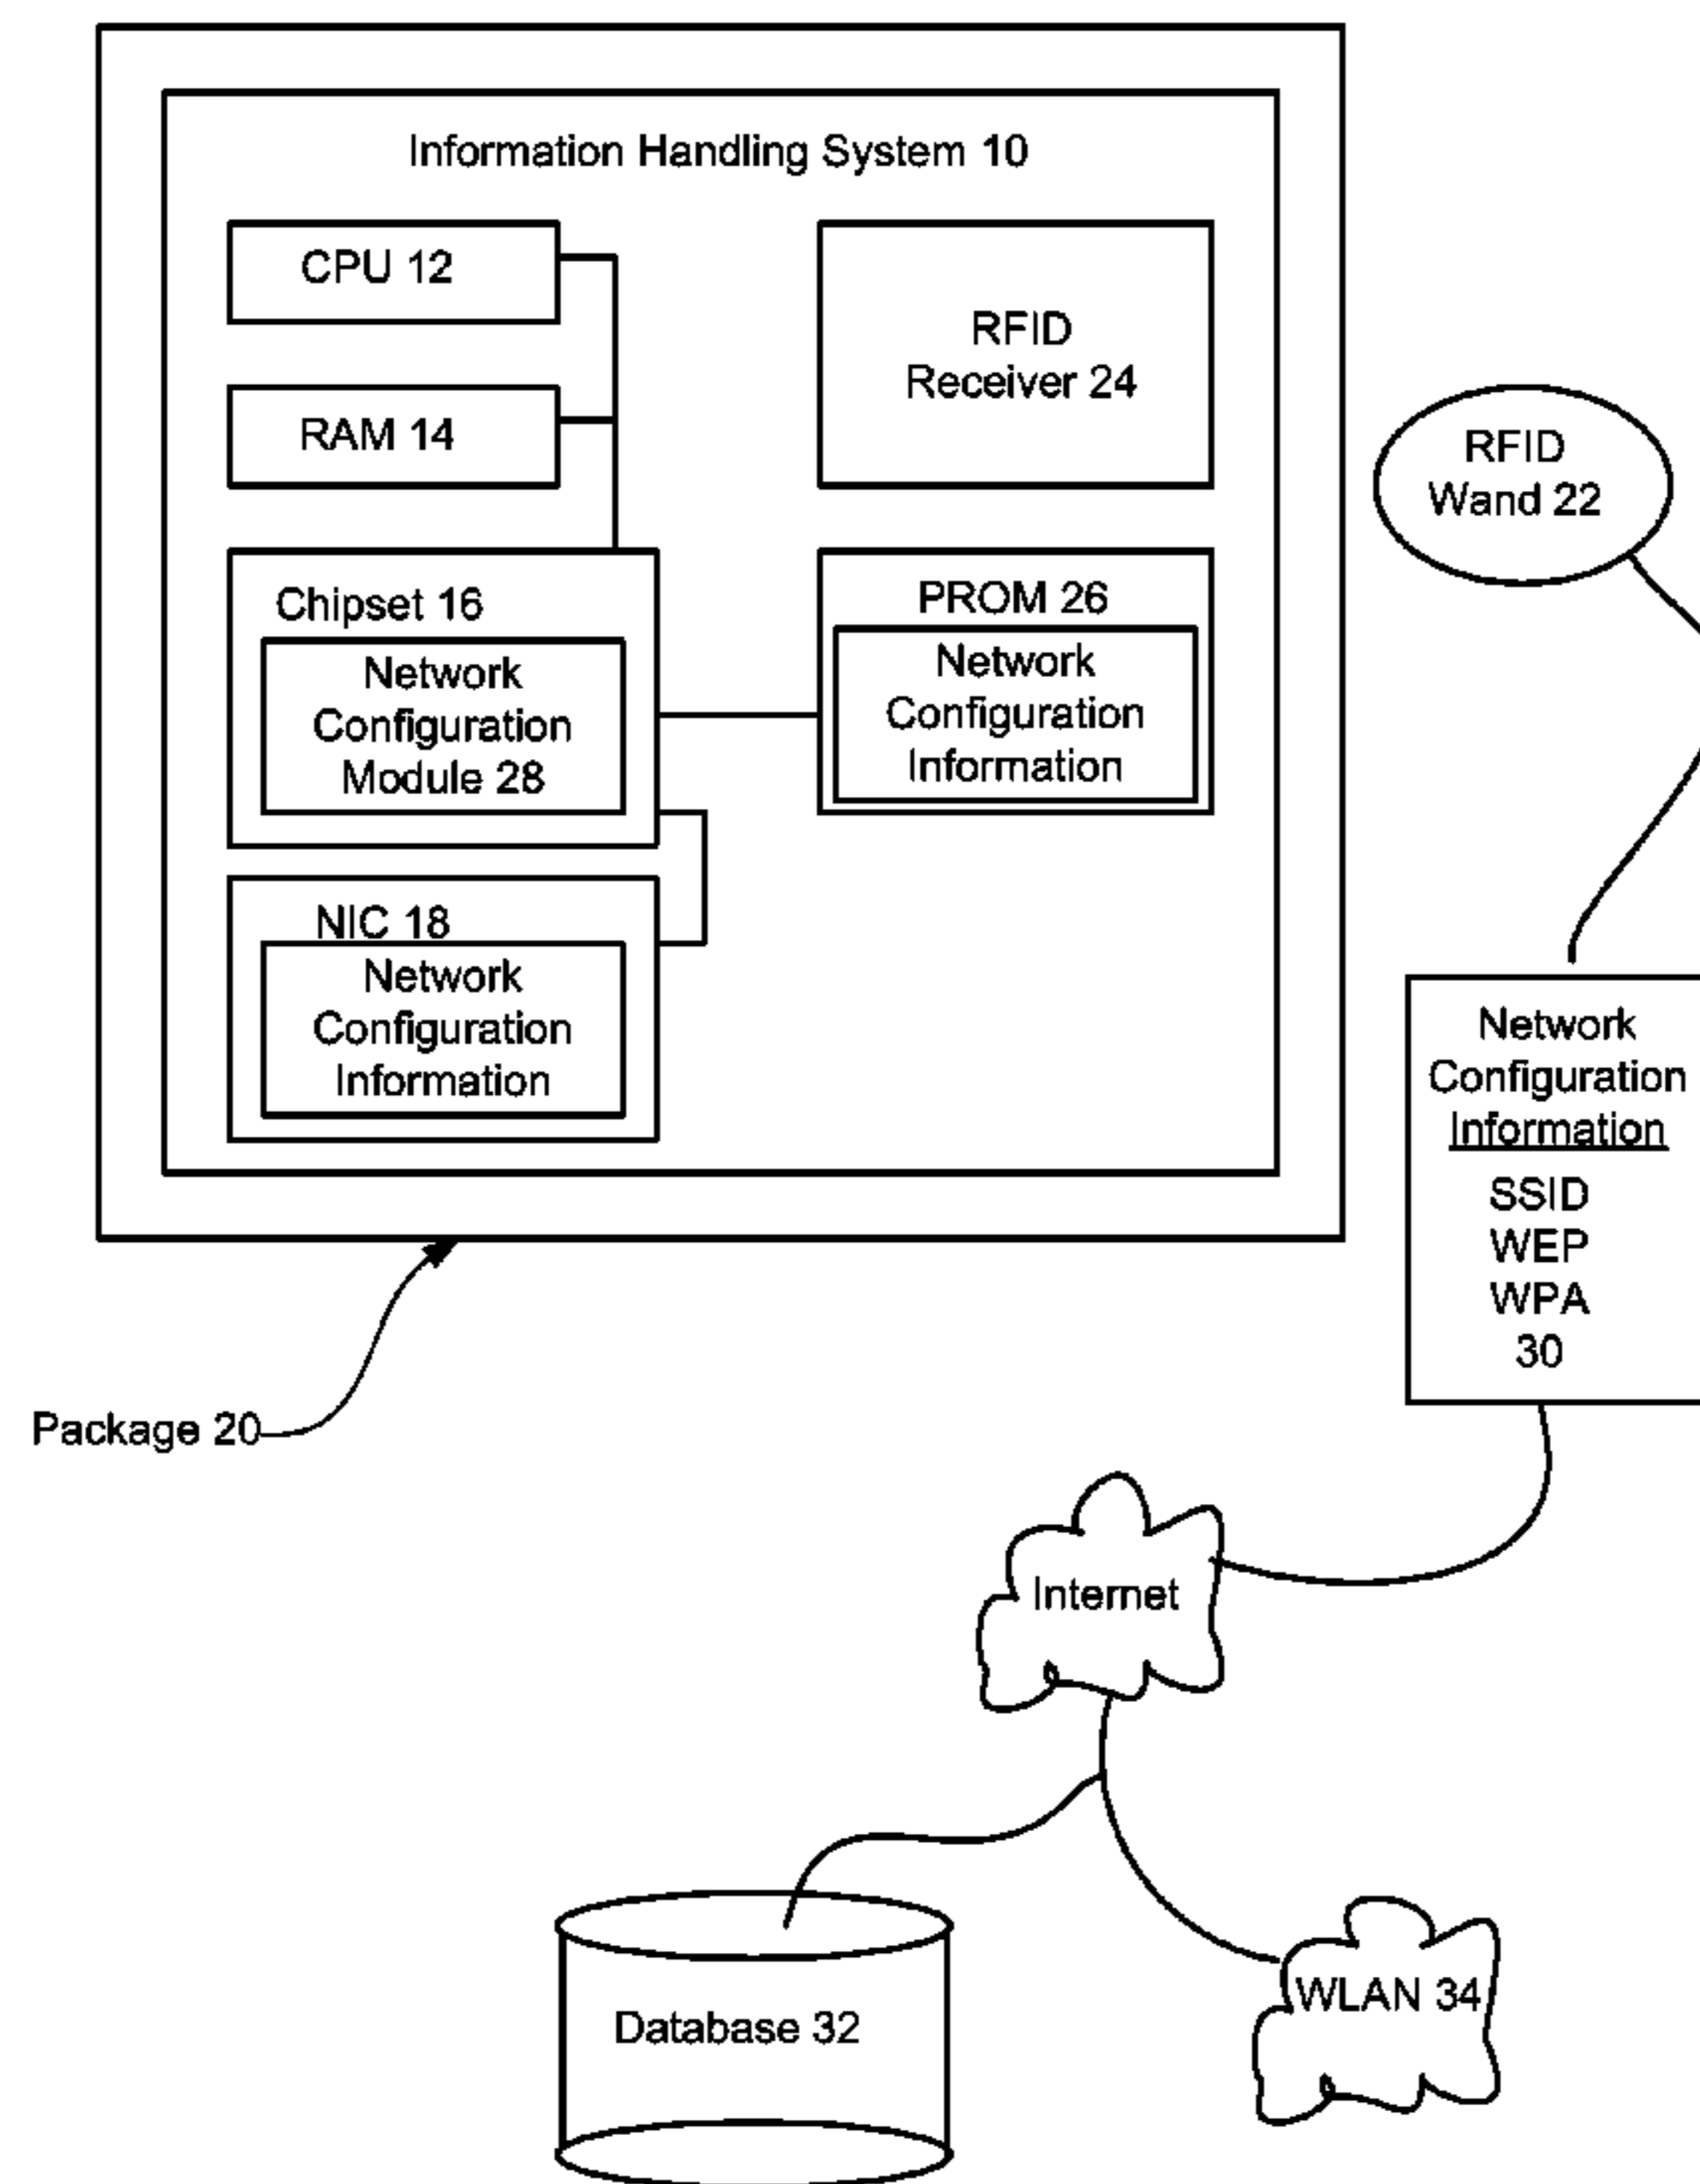 Information Handling System 10
CPU 12
RAM 14
RFID
Receiver 24
RFID
Wand 22
Chipset 16
Network
Configuration
Module 28
PROM 26
Network
Configuration
Information
NIC 18
Network
Configuration
Information
Network
Configuration
Information
SSID
WEP
WPA
30
Package 20
Internet
Database 32
WLAN 34